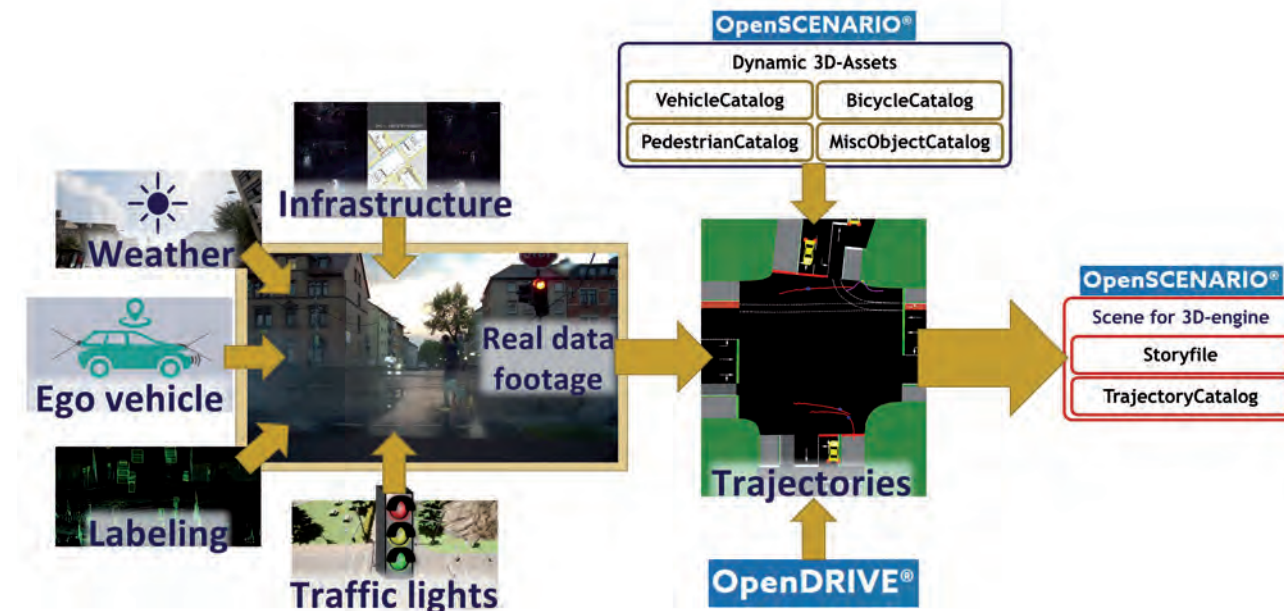 OpenSCENARIO®
Dynamic 3D-Assets
VehicleCatalog
BicycleCatalog
PedestrianCatalog
MiscObjectCatalog
Infrastructure
Weather
Real data
footage
Ego vehicle
Labeling
Traffic lights
Trajectories
OpenDRIVE®
OpenSCENARIO®
Scene for 3D-engine
Storyfile
TrajectoryCatalog